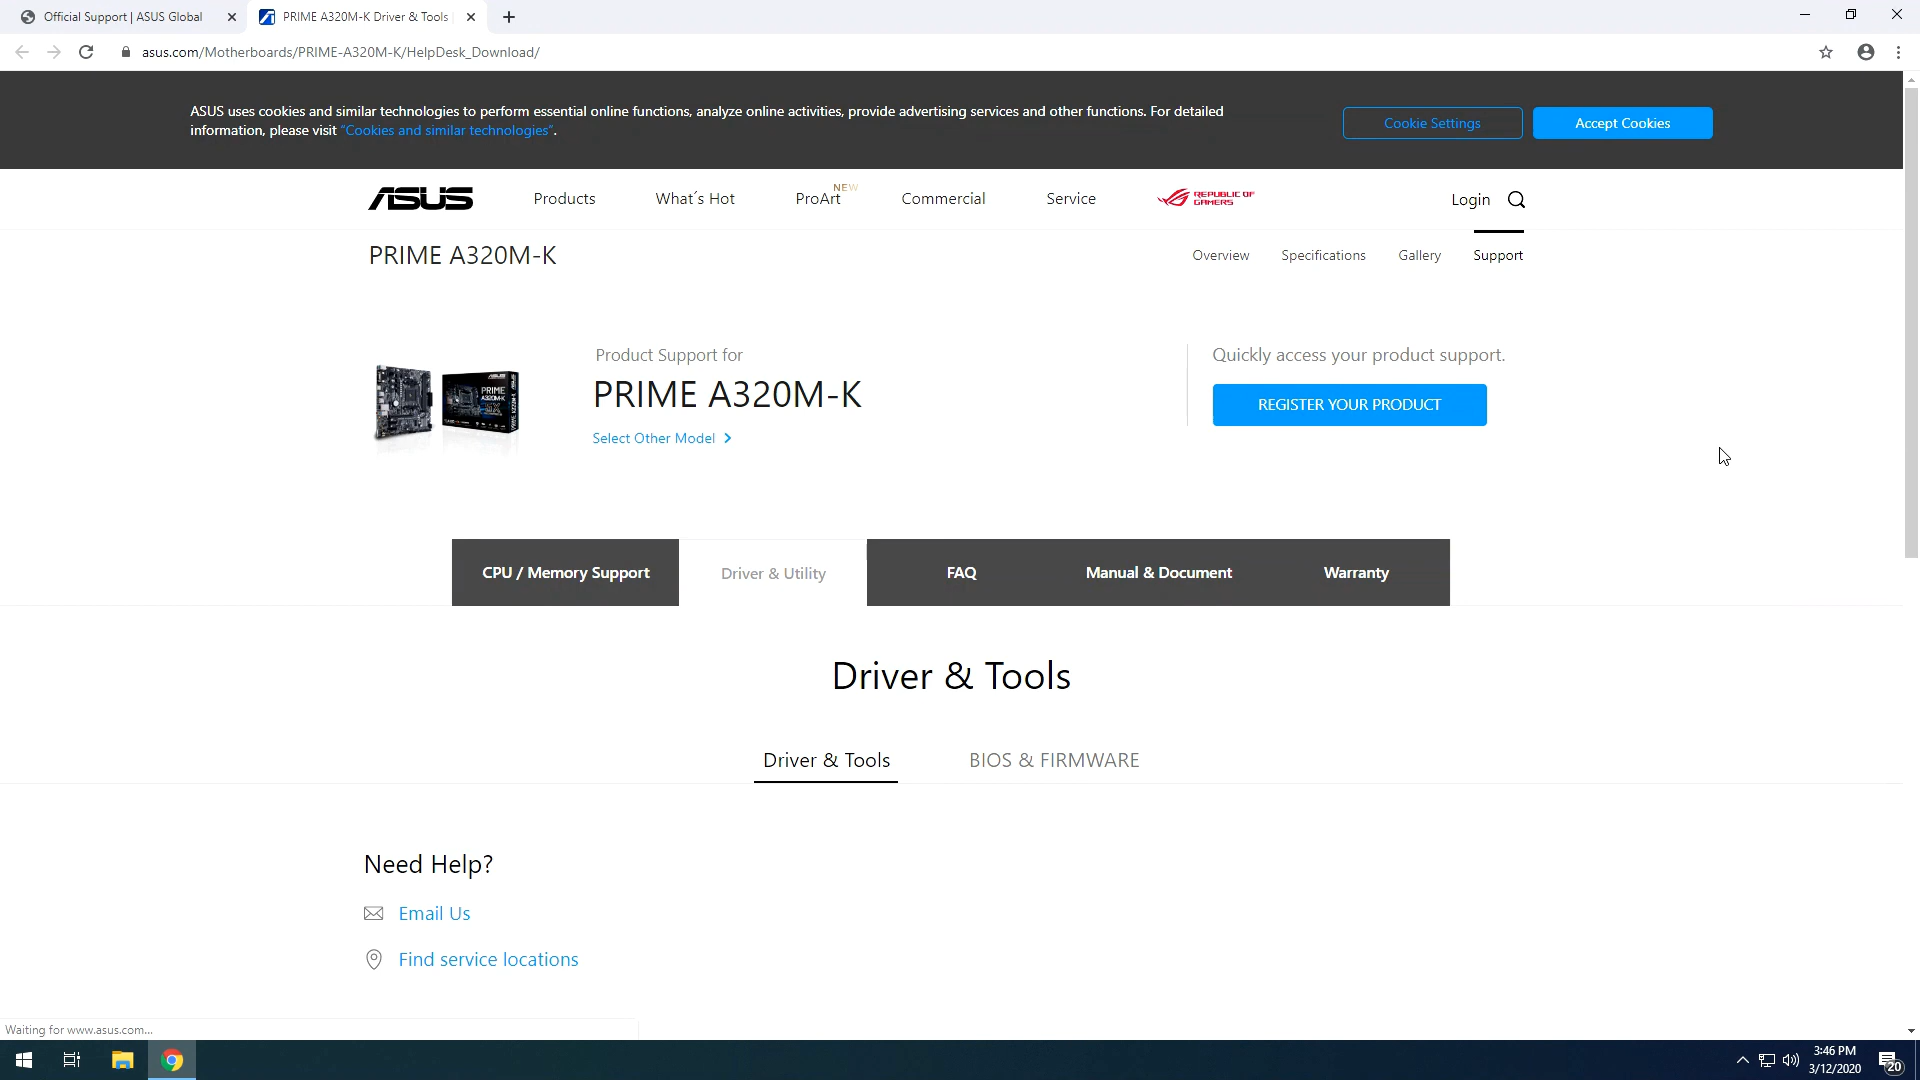 Official Support | ASUS Global
PRIME A320M-K Driver & Tools
asus.com/Motherboards/PRIME-A320M-K/HelpDesk_Download/
ASUS uses cookies and similar technologies to perform essential online functions, analyze online activities, provide advertising services and other functions. For detailed
information, please visit "Cookies and similar technologies".
Cookie Settings
Accept Cookies
ASUS
Products
What´s Hot
ProArt
NEW
Commercial
Service
REPUBLIC OF
GAMERS
Login
PRIME A320M-K
Overview
Specifications
Gallery
Support
Product Support for
PRIME A320M-K
Select Other Model
PRIME
A320M-K
Quickly access your product support.
REGISTER YOUR PRODUCT
CPU / Memory Support
Driver & Utility
FAQ
Manual & Document
Warranty
Driver & Tools
Driver & Tools
BIOS & FIRMWARE
Need Help?
Email Us
Find service locations
Waiting for www.asus.com...
3:46 PM
3/12/2020
20